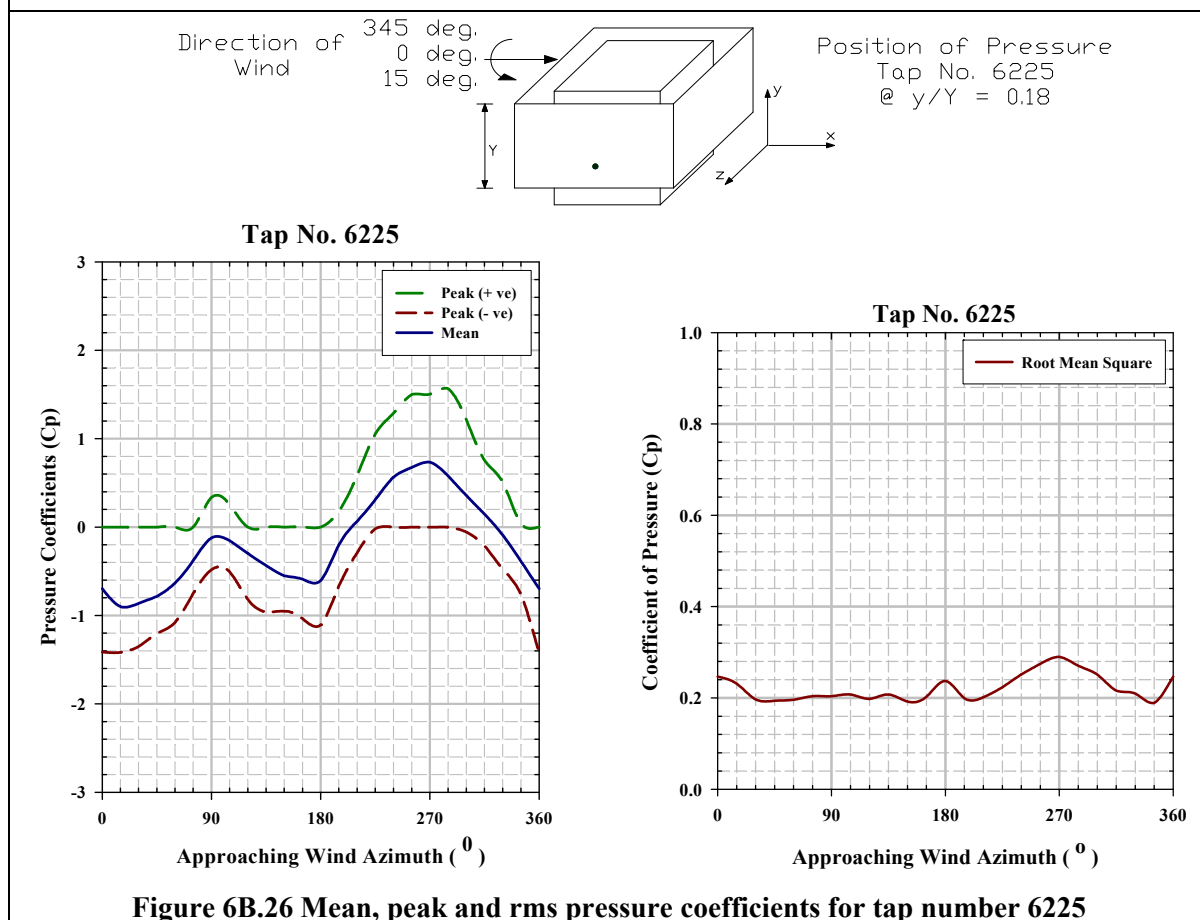 Direction of Wind
345 deg.
0 deg.
15 deg.
Position of Pressure
Tap No. 6225
@ y/Y = 0.18
Y
y
x
z
Tap No. 6225
Peak (+ ve)
Peak (- ve)
Mean
3
2
1
0
-1
-2
-3
Pressure Coefficients (Cp)
0 90 180 270 360
Approaching Wind Azimuth ( 0 )
Tap No. 6225
Root Mean Square
1.0
0.8
0.6
0.4
0.2
0.0
Coefficient of Pressure (Cp)
0 90 180 270 360
Approaching Wind Azimuth ( o )
Figure 6B.26 Mean, peak and rms pressure coefficients for tap number 6225